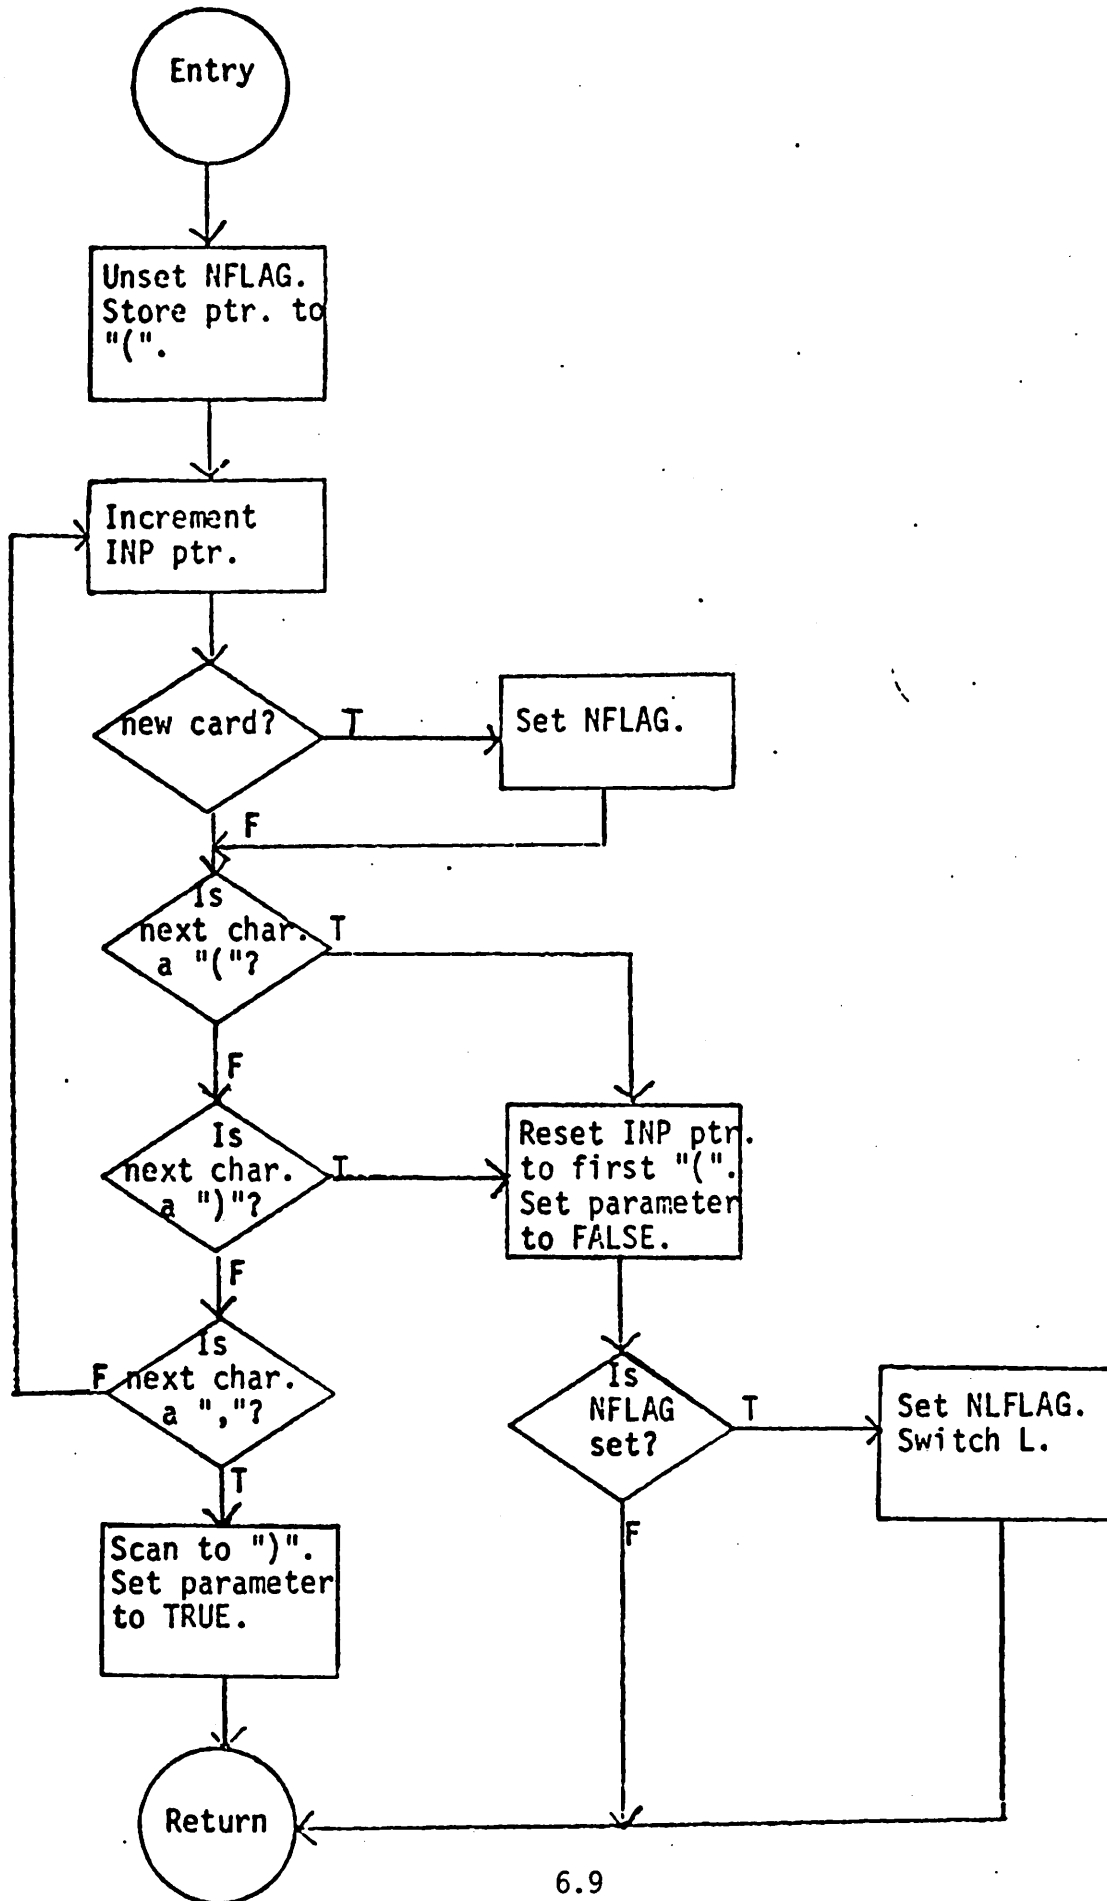 Entry
Unset NFLAG.
Store ptr. to
"(".
Increment
INP ptr.
new card?
T
Set NFLAG.
F
Is
next char.
a "("?
T
F
Is
next char.
a ")"?
T
Reset INP ptr.
to first "(".
Set parameter
to FALSE.
F
Is
next char.
a ","?
F
Is
NFLAG
set?
T
Set NLFLAG.
Switch L.
T
F
Scan to ")".
Set parameter
to TRUE.
Return
6.9